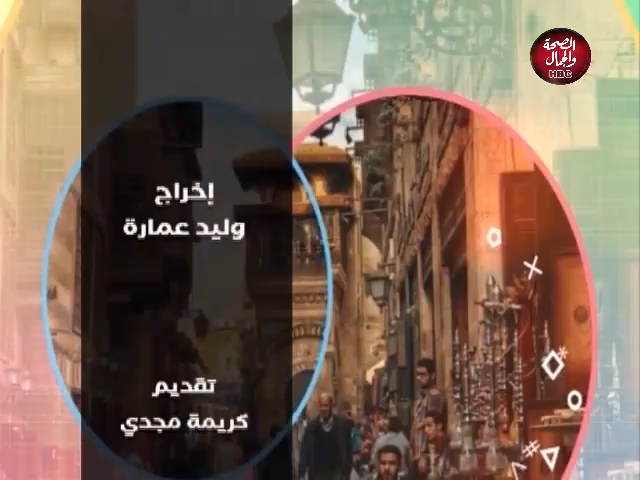 الصحة
والجمال
HBC
إخراج
وليد عمارة
تقديم
كريمة مجدي